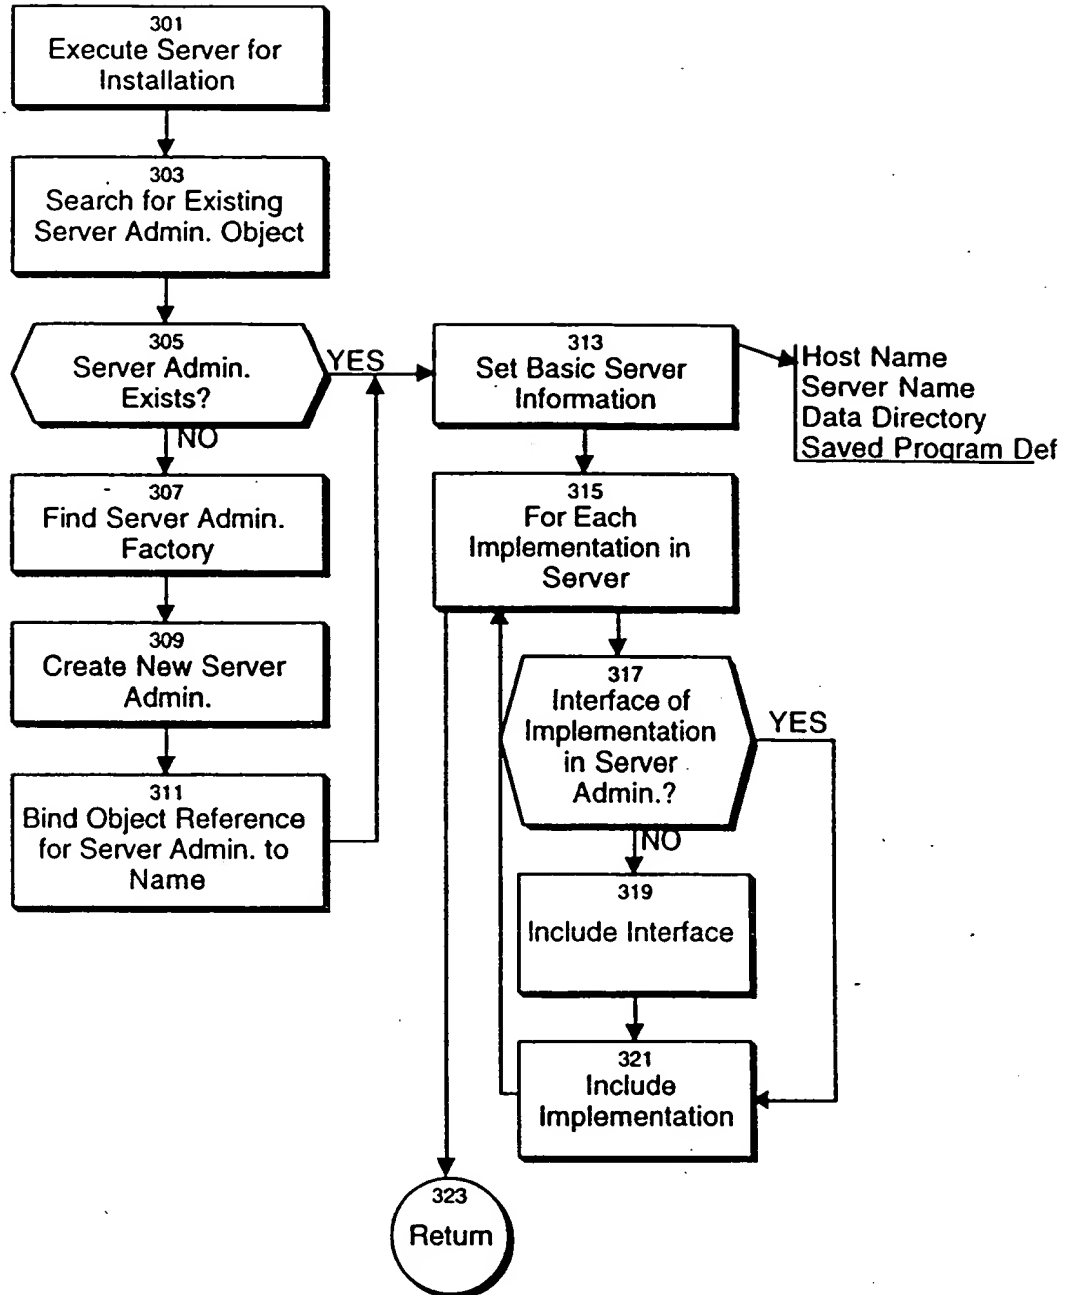 301
Execute Server for
Installation
303
Search for Existing
Server Admin. Object
305
Server Admin.
Exists?
YES
NO
307
Find Server Admin.
Factory
309
Create New Server
Admin.
311
Bind Object Reference
for Server Admin. to
Name
313
Set Basic Server
Information
Host Name
Server Name
Data Directory
Saved Program Def
315
For Each
Implementation in
Server
317
Interface of
Implementation
in Server
Admin.?
YES
NO
319
Include Interface
321
Include
Implementation
323
Return